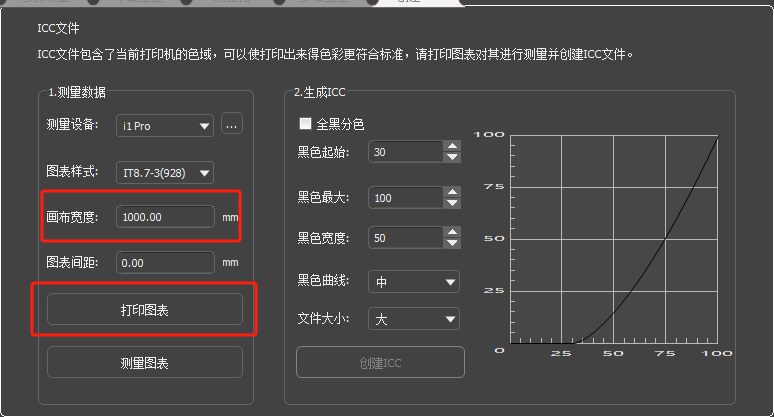 ICC文件
ICC文件包含了当前打印机的色域，可以使打印出来得色彩更符合标准，请打印图表对其进行测量并创建ICC文件。
1.测量数据
测量设备: i1 Pro ...
图表样式: IT8.7-3(928)
画布宽度: 1000.00 mm
图表间距: 0.00 mm
打印图表
测量图表
2.生成ICC
全黑分色
黑色起始: 30
黑色最大: 100
黑色宽度: 50
黑色曲线: 中
文件大小: 大
创建ICC
100
75
50
25
0
25 50 75 100